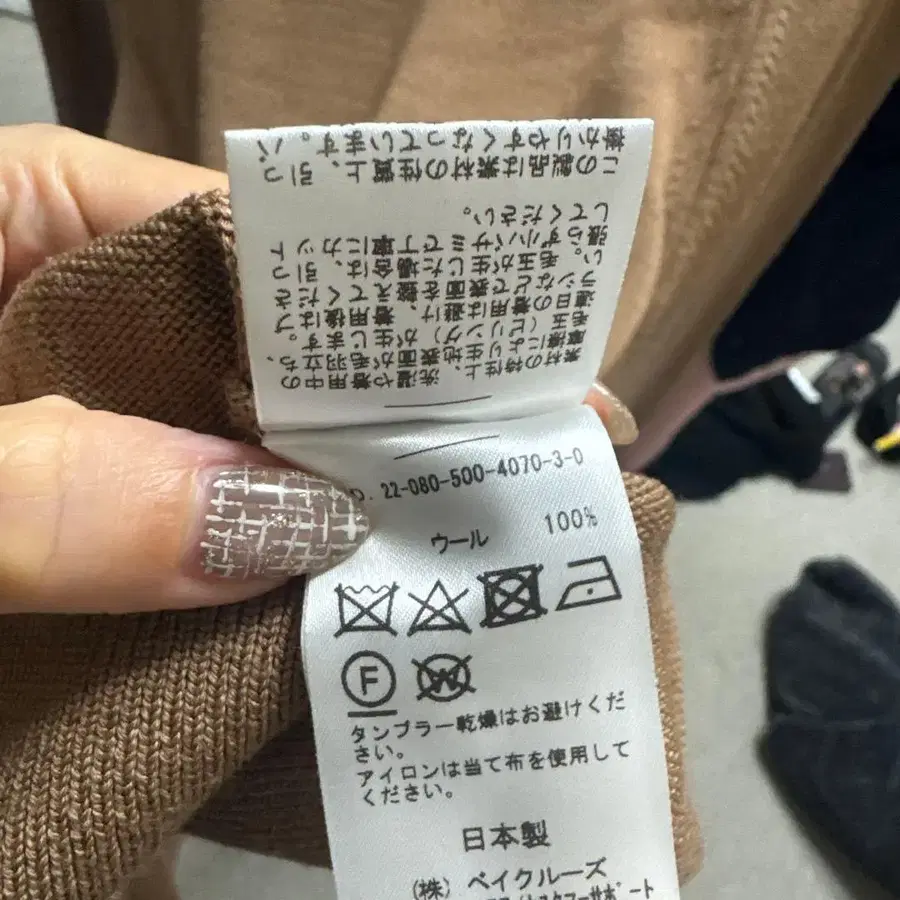 素材の特性上、洗濯や着用中の
摩擦により生地表面が毛羽立ち、
毛玉(ピリング)が生じます。
連日の着用は避け、着用後はブ
ラシなどで表面を整えてくださ
い。毛玉が生じた場合は、引っ
張らず小バサミで丁寧にカット
してください。
この製品は素材の性質上、引っ
掛かりやすくなっています。バ
22-080-500-4070-3-0
ウール 100%
F
W
タンブラー乾燥はお避けくだ
さい。
アイロンは当て布を使用して
ください。
日本製
(株) ベイクルーズ